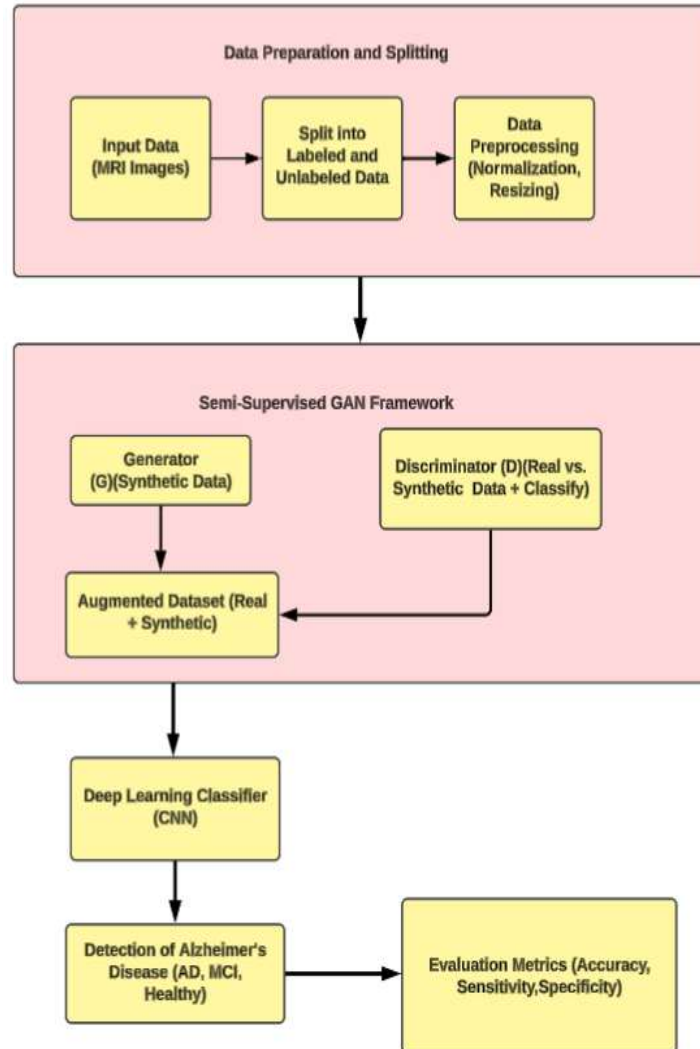 Data Preparation and Splitting
Input Data
(MRI Images)
Split into
Labeled and
Unlabeled Data
Data
Preprocessing
(Normalization,
Resizing)
Semi-Supervised GAN Framework
Generator
(G)(Synthetic Data)
Discriminator (D)(Real vs.
Synthetic Data + Classify)
Augmented Dataset (Real
+ Synthetic)
Deep Learning Classifier
(CNN)
Detection of Alzheimer's
Disease (AD, MCI,
Healthy)
Evaluation Metrics (Accuracy,
Sensitivity,Specificity)